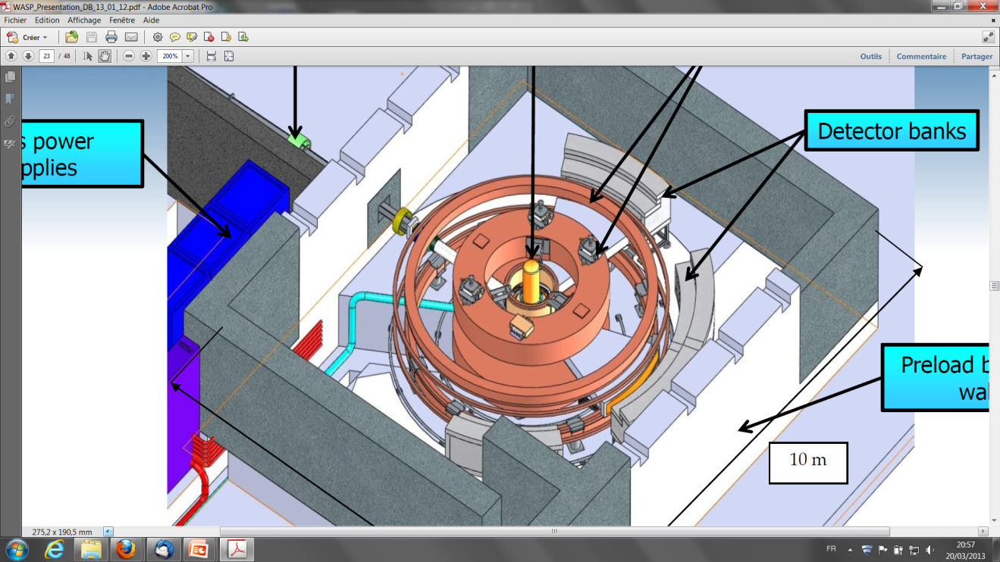 WASP_Presentation_DB_13_01_12.pdf - Adobe Acrobat Pro
Fichier Edition Affichage Fenêtre Aide
Créer
23 / 48 200% Outils Commentaire Partager
s power
pplies
Detector banks
Preload b
wal
10 m
275,2 x 190,5 mm
FR 20:57
20/03/2013